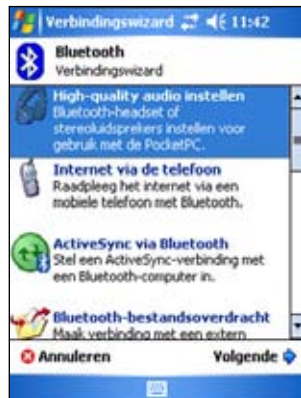 Verbindingswizard 11:42
Bluetooth
Verbindingswizard
High-quality audio instellen
Bluetooth-headset of
stereoluidsprekers instellen voor
gebruik met de PocketPC.
Internet via de telefoon
Raadpleeg het internet via een
mobiele telefoon met Bluetooth.
ActiveSync via Bluetooth
Stel een ActiveSync-verbinding met
een Bluetooth-computer in.
Bluetooth-bestandsoverdracht
Maak verbinding met een extern
Annuleren Volgende